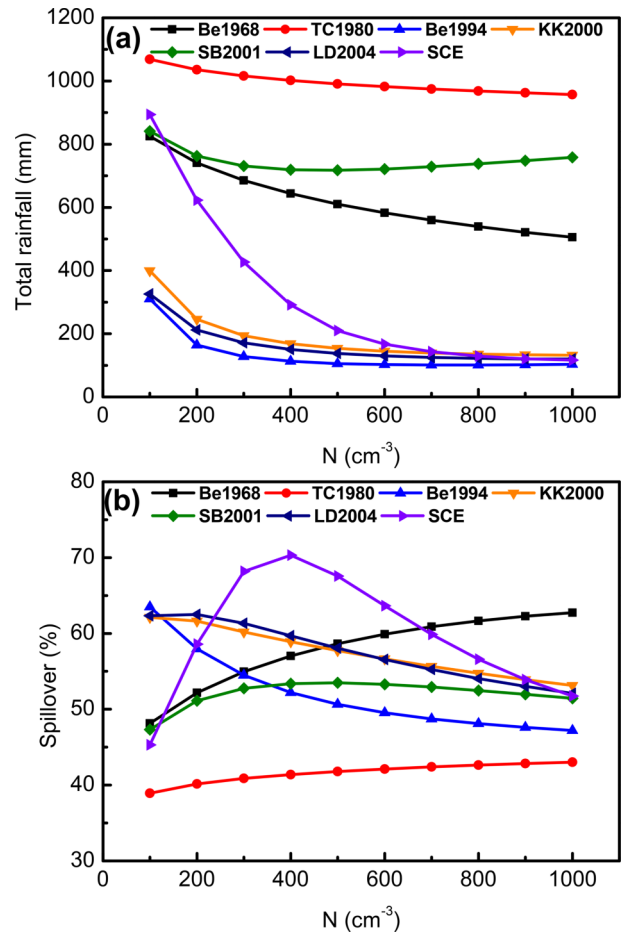 (a)
Be1968 TC1980 Be1994 KK2000
SB2001 LD2004 SCE
Total rainfall (mm)
1200
1000
800
600
400
200
0
0 200 400 600 800 1000
N (cm⁻³)
(b)
Be1968 TC1980 Be1994 KK2000
SB2001 LD2004 SCE
Spillover (%)
80
70
60
50
40
30
0 200 400 600 800 1000
N (cm⁻³)